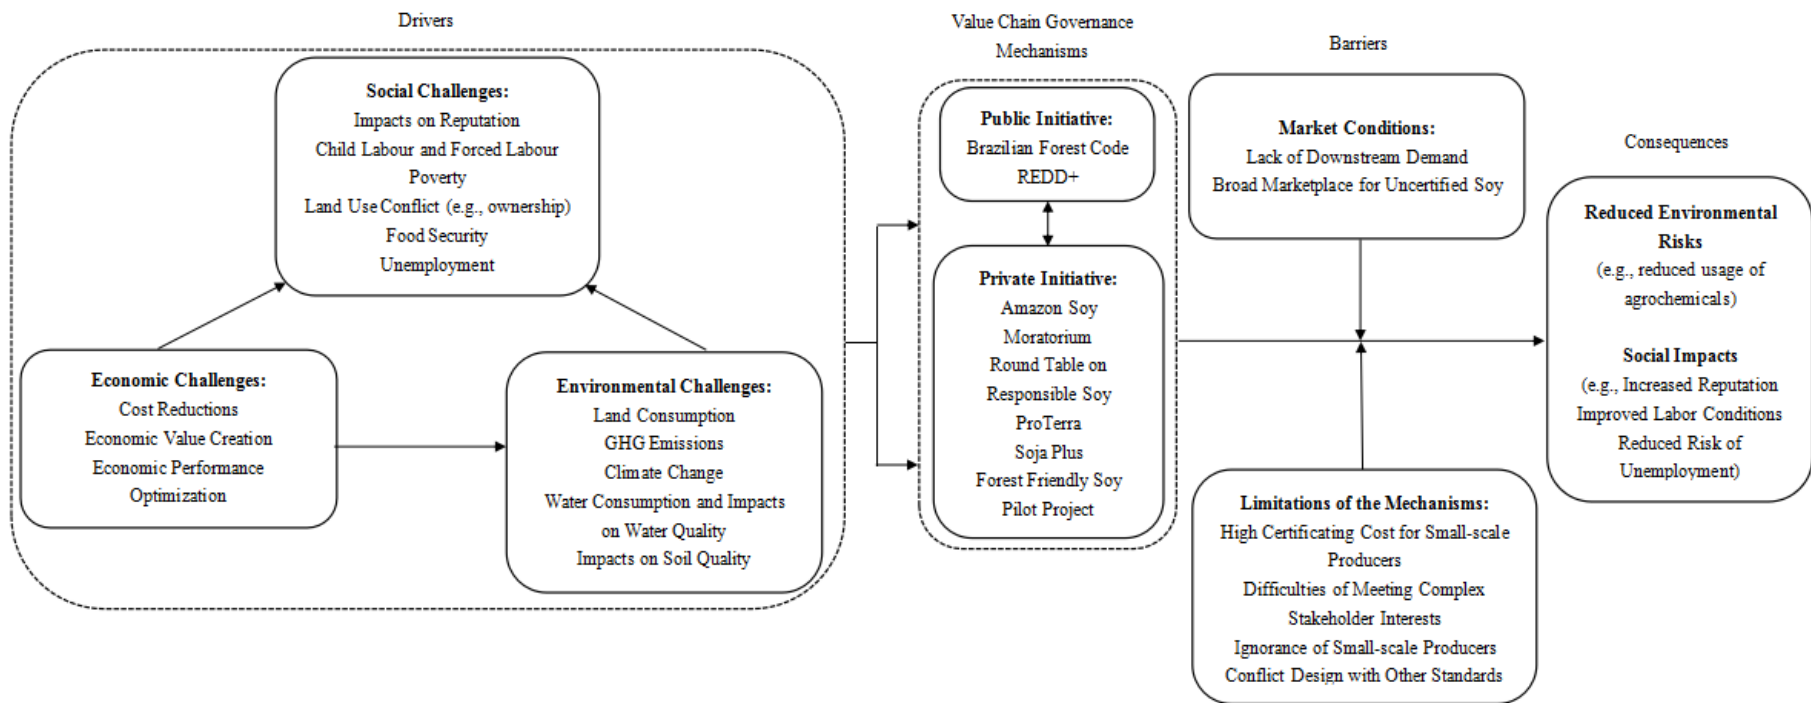 Drivers
Social Challenges:
Impacts on Reputation
Child Labour and Forced Labour
Poverty
Land Use Conflict (e.g., ownership)
Food Security
Unemployment
Economic Challenges:
Cost Reductions
Economic Value Creation
Economic Performance
Optimization
Environmental Challenges:
Land Consumption
GHG Emissions
Climate Change
Water Consumption and Impacts
on Water Quality
Impacts on Soil Quality
Value Chain Governance
Mechanisms
Public Initiative:
Brazilian Forest Code
REDD+
Private Initiative:
Amazon Soy
Moratorium
Round Table on
Responsible Soy
ProTerra
Soja Plus
Forest Friendly Soy
Pilot Project
Barriers
Market Conditions:
Lack of Downstream Demand
Broad Marketplace for Uncertified Soy
Limitations of the Mechanisms:
High Certificating Cost for Small-scale
Producers
Difficulties of Meeting Complex
Stakeholder Interests
Ignorance of Small-scale Producers
Conflict Design with Other Standards
Consequences
Reduced Environmental
Risks
(e.g., reduced usage of
agrochemicals)
Social Impacts
(e.g., Increased Reputation
Improved Labor Conditions
Reduced Risk of
Unemployment)